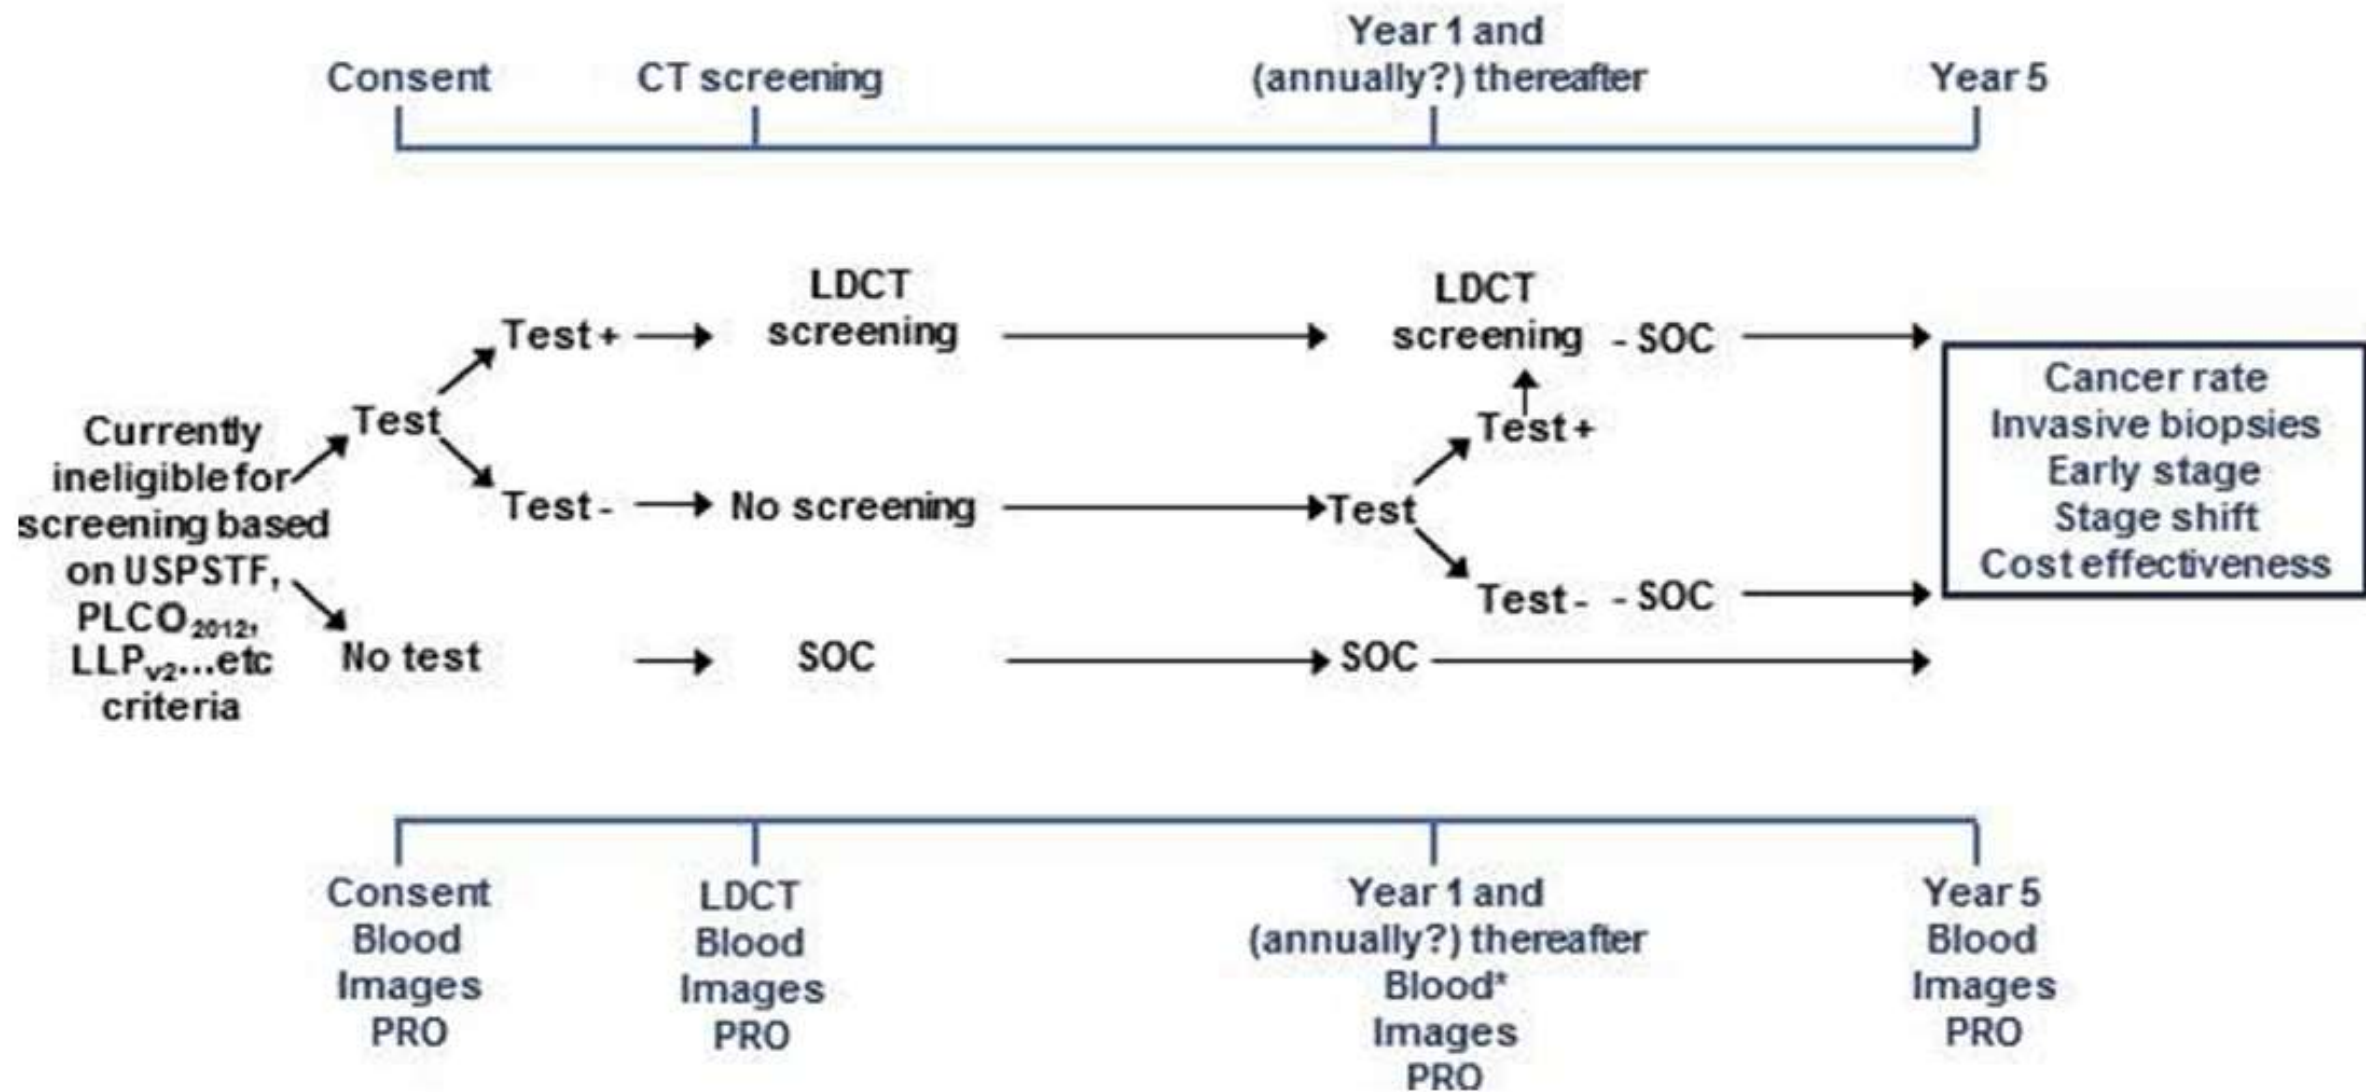 Consent
CT screening
Year 1 and
(annually?) thereafter
Year 5
Currently
ineligible for
screening based
on USPSTF,
PLCO2012,
LLPv2...etc
criteria
Test
Test +
Test -
No test
LDCT
screening
No screening
SOC
LDCT
screening - SOC
Test +
Test
Test - - SOC
SOC
Cancer rate
Invasive biopsies
Early stage
Stage shift
Cost effectiveness
Consent
Blood
Images
PRO
LDCT
Blood
Images
PRO
Year 1 and
(annually?) thereafter
Blood*
Images
PRO
Year 5
Blood
Images
PRO